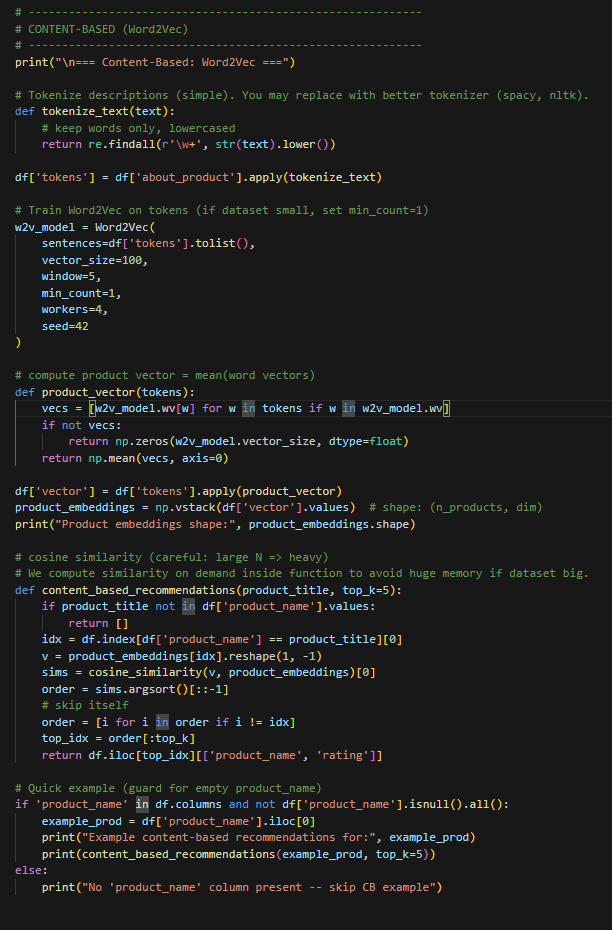 # ------------------------------------------------------------
# CONTENT-BASED (Word2Vec)
# ------------------------------------------------------------
print("\n=== Content-Based: Word2Vec ===")

# Tokenize descriptions (simple). You may replace with better tokenizer (spacy, nltk).
def tokenize_text(text):
    # keep words only, lowercased
    return re.findall(r'\w+', str(text).lower())

df['tokens'] = df['about_product'].apply(tokenize_text)

# Train Word2Vec on tokens (if dataset small, set min_count=1)
w2v_model = Word2Vec(
    sentences=df['tokens'].tolist(),
    vector_size=100,
    window=5,
    min_count=1,
    workers=4,
    seed=42
)

# compute product vector = mean(word vectors)
def product_vector(tokens):
    vecs = [w2v_model.wv[w] for w in tokens if w in w2v_model.wv]
    if not vecs:
        return np.zeros(w2v_model.vector_size, dtype=float)
    return np.mean(vecs, axis=0)

df['vector'] = df['tokens'].apply(product_vector)
product_embeddings = np.vstack(df['vector'].values)  # shape: (n_products, dim)
print("Product embeddings shape:", product_embeddings.shape)

# cosine similarity (careful: large N => heavy)
# We compute similarity on demand inside function to avoid huge memory if dataset big.
def content_based_recommendations(product_title, top_k=5):
    if product_title not in df['product_name'].values:
        return []
    idx = df.index[df['product_name'] == product_title][0]
    v = product_embeddings[idx].reshape(1, -1)
    sims = cosine_similarity(v, product_embeddings)[0]
    order = sims.argsort()[::-1]
    # skip itself
    order = [i for i in order if i != idx]
    top_idx = order[:top_k]
    return df.iloc[top_idx][['product_name', 'rating']]

# Quick example (guard for empty product_name)
if 'product_name' in df.columns and not df['product_name'].isnull().all():
    example_prod = df['product_name'].iloc[0]
    print("Example content-based recommendations for:", example_prod)
    print(content_based_recommendations(example_prod, top_k=5))
else:
    print("No 'product_name' column present -- skip CB example")